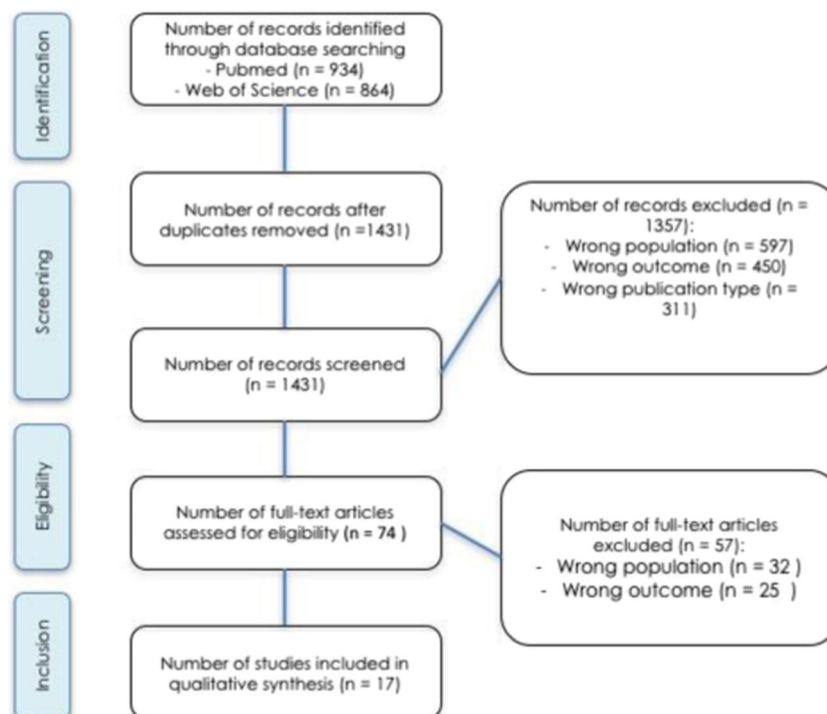 Identification
Number of records identified
through database searching
- Pubmed (n = 934)
- Web of Science (n = 864)
Screening
Number of records after
duplicates removed (n =1431)
Number of records excluded (n =
1357):
- Wrong population (n = 597)
- Wrong outcome (n = 450)
- Wrong publication type (n =
311)
Number of records screened
(n = 1431)
Eligibility
Number of full-text articles
assessed for eligibility (n = 74 )
Number of full-text articles
excluded (n = 57):
- Wrong population (n = 32 )
- Wrong outcome (n = 25 )
Inclusion
Number of studies included in
qualitative synthesis (n = 17)